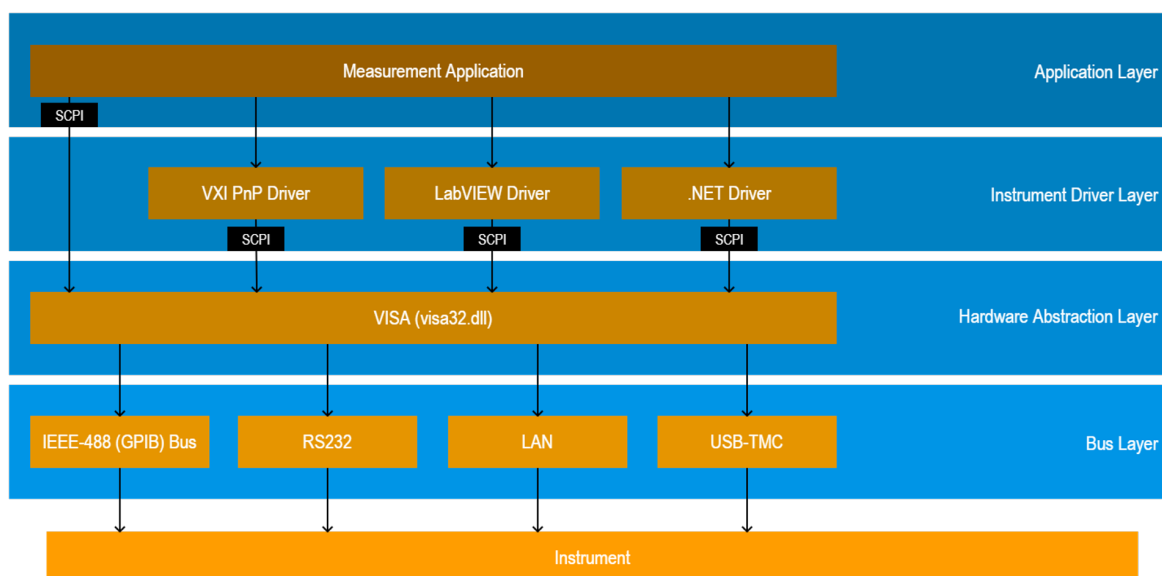 Measurement Application
Application Layer
SCPI
VXI PnP Driver
LabVIEW Driver
.NET Driver
Instrument Driver Layer
SCPI
SCPI
SCPI
VISA (visa32.dll)
Hardware Abstraction Layer
IEEE-488 (GPIB) Bus
RS232
LAN
USB-TMC
Bus Layer
Instrument